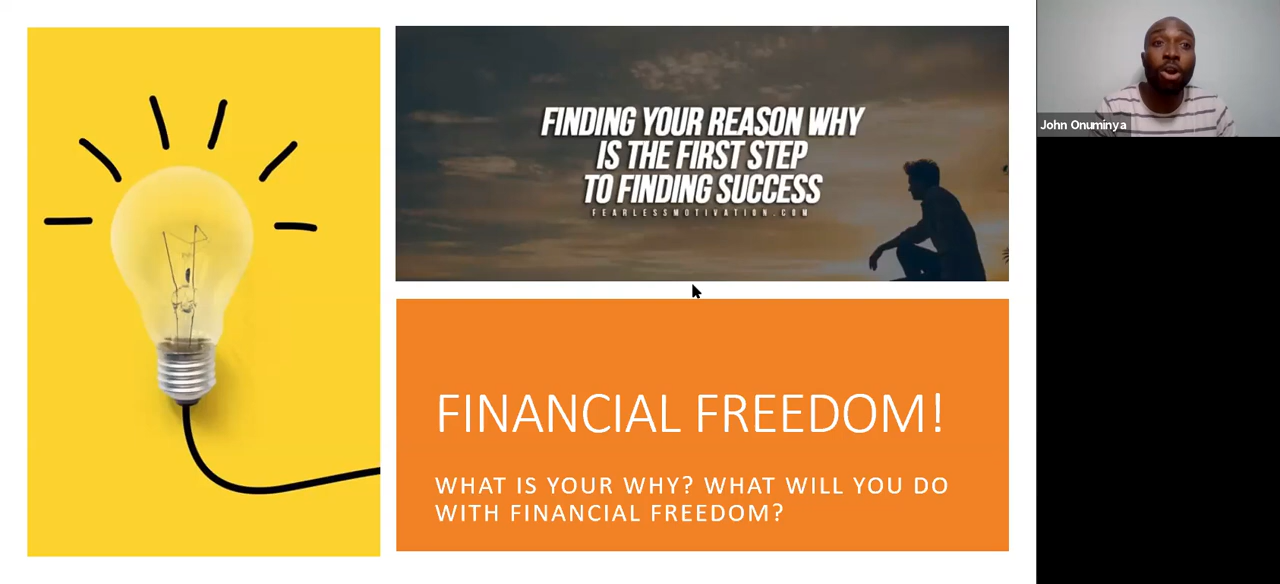 FINDING YOUR REASON WHY
IS THE FIRST STEP
TO FINDING SUCCESS
FEARLESSMOTIVATION.COM
FINANCIAL FREEDOM!
WHAT IS YOUR WHY? WHAT WILL YOU DO
WITH FINANCIAL FREEDOM?
John Onuminya